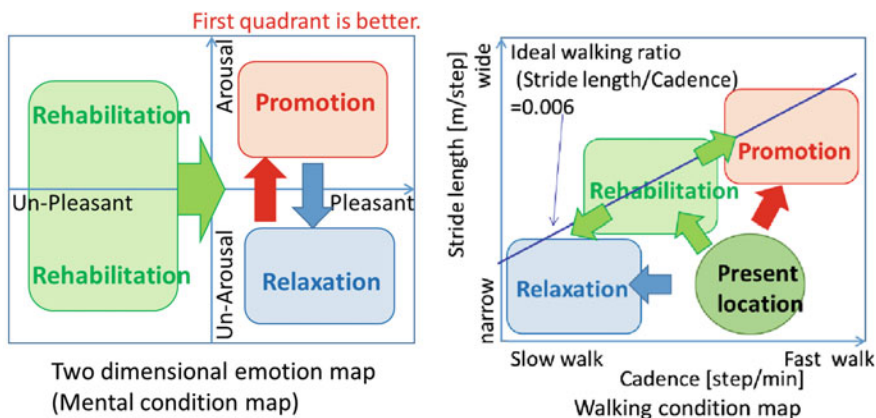 First quadrant is better.
Arousal
Rehabilitation
Promotion
Un-Pleasant
Pleasant
Rehabilitation
Un-Arousal
Relaxation
Two dimensional emotion map
(Mental condition map)
Stride length [m/step]
wide
narrow
Ideal walking ratio
(Stride length/Cadence)
=0.006
Promotion
Rehabilitation
Relaxation
Present
location
Slow walk
Fast walk
Cadence [step/min]
Walking condition map